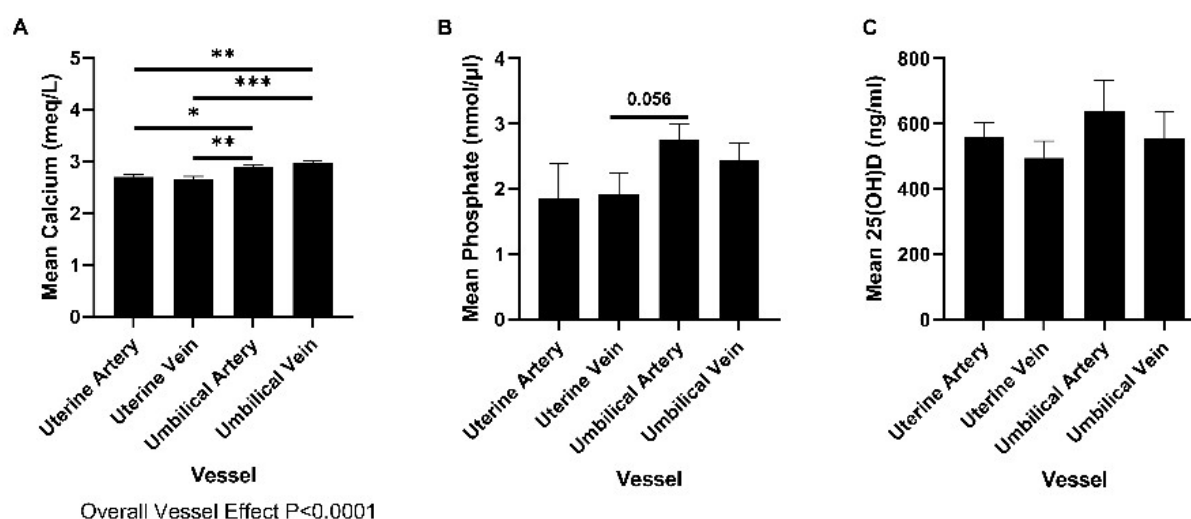 A
Mean Calcium (meq/L)
5
4
3
2
1
0
**
***
*
**
Uterine Artery
Uterine Vein
Umbilical Artery
Umbilical Vein
Vessel
Overall Vessel Effect P<0.0001
B
Mean Phosphate (nmol/µl)
4
3
2
1
0
0.056
Uterine Artery
Uterine Vein
Umbilical Artery
Umbilical Vein
Vessel
C
Mean 25(OH)D (ng/ml)
800
600
400
200
0
Uterine Artery
Uterine Vein
Umbilical Artery
Umbilical Vein
Vessel